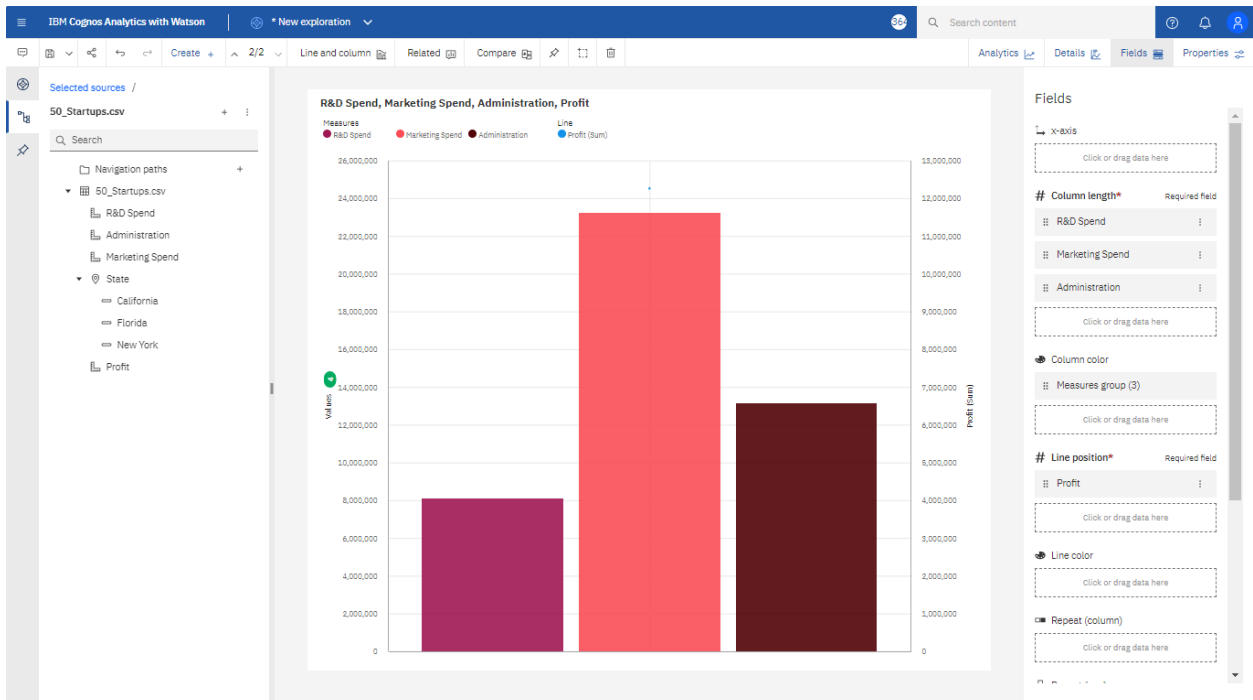 IBM Cognos Analytics with Watson
* New exploration
364
Search content
Create +
2/2
Line and column
Related
Compare
Analytics
Details
Fields
Properties
Selected sources /
50_Startups.csv
Search
Navigation paths
50_Startups.csv
R&D Spend
Administration
Marketing Spend
State
California
Florida
New York
Profit
R&D Spend, Marketing Spend, Administration, Profit
Measures
R&D Spend
Marketing Spend
Administration
Line
Profit (Sum)
26,000,000
24,000,000
22,000,000
20,000,000
18,000,000
16,000,000
14,000,000
12,000,000
10,000,000
8,000,000
6,000,000
4,000,000
2,000,000
0
Values
13,000,000
12,000,000
11,000,000
10,000,000
9,000,000
8,000,000
7,000,000
6,000,000
5,000,000
4,000,000
3,000,000
2,000,000
1,000,000
0
Profit (Sum)
Fields
x-axis
Click or drag data here
# Column length* Required field
R&D Spend
Marketing Spend
Administration
Click or drag data here
Column color
Measures group (3)
Click or drag data here
# Line position* Required field
Profit
Click or drag data here
Line color
Click or drag data here
Repeat (column)
Click or drag data here